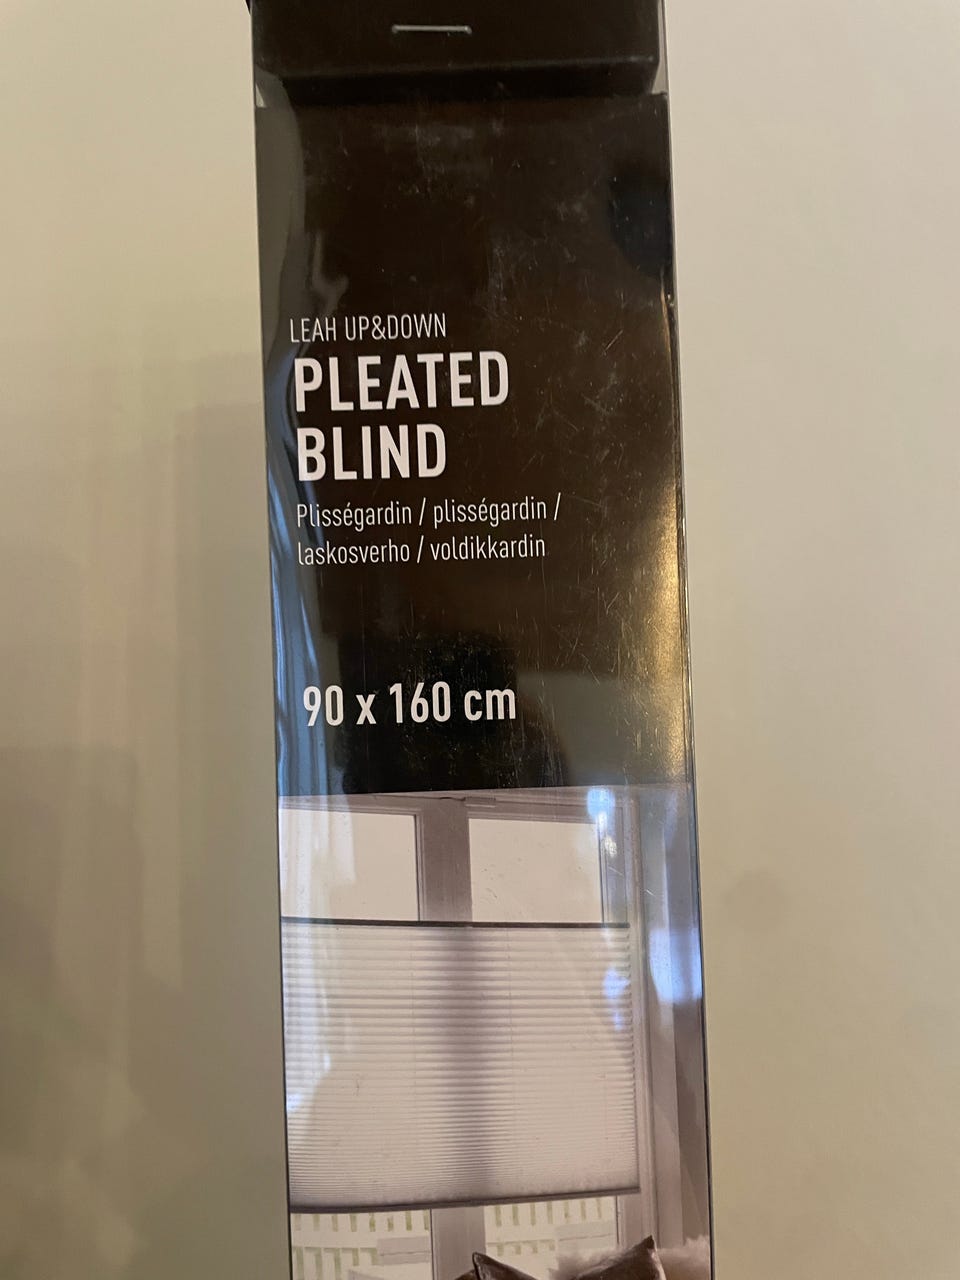 LEAH UP&DOWN
PLEATED
BLIND
Plisségardin / plisségardin /
laskosverho / voldikkardin
90 x 160 cm